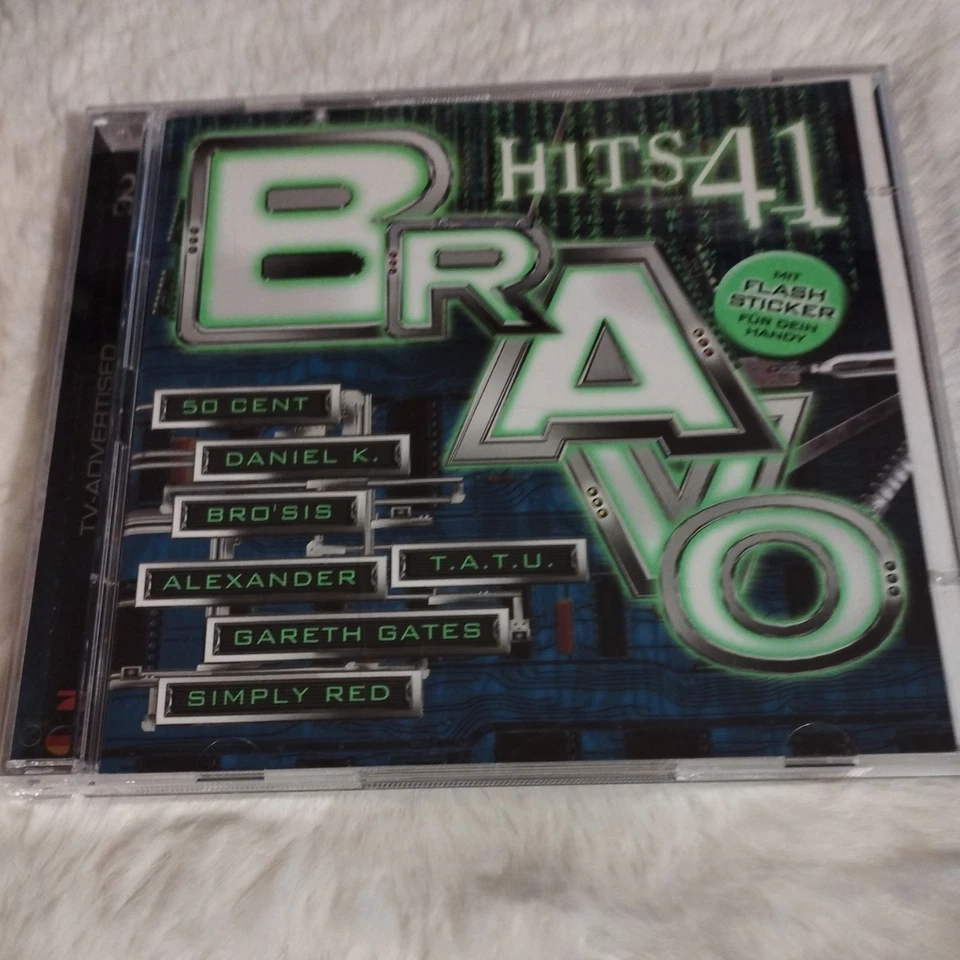 HITS 41
BRAVO
MIT
FLASH
STICKER
FÜR DEIN
HANDY
50 CENT
DANIEL K.
BRO'SIS
ALEXANDER
T.A.T.U.
GARETH GATES
SIMPLY RED
TV-ADVERTISED